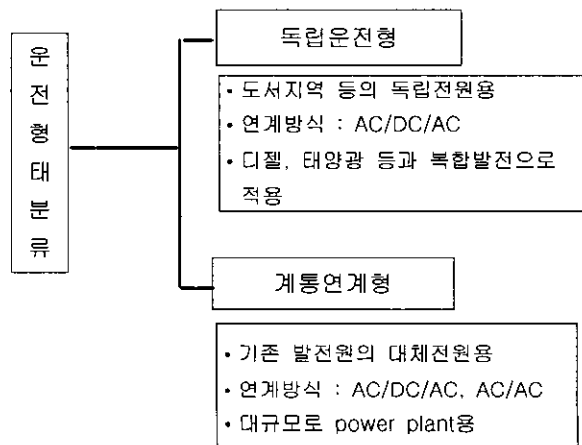 운전형태분류
독립운전형
• 도서지역 등의 독립전원용
• 연계방식 : AC/DC/AC
• 디젤, 태양광 등과 복합발전으로
적용
계통연계형
• 기존 발전원의 대체전원용
• 연계방식 : AC/DC/AC, AC/AC
• 대규모로 power plant용